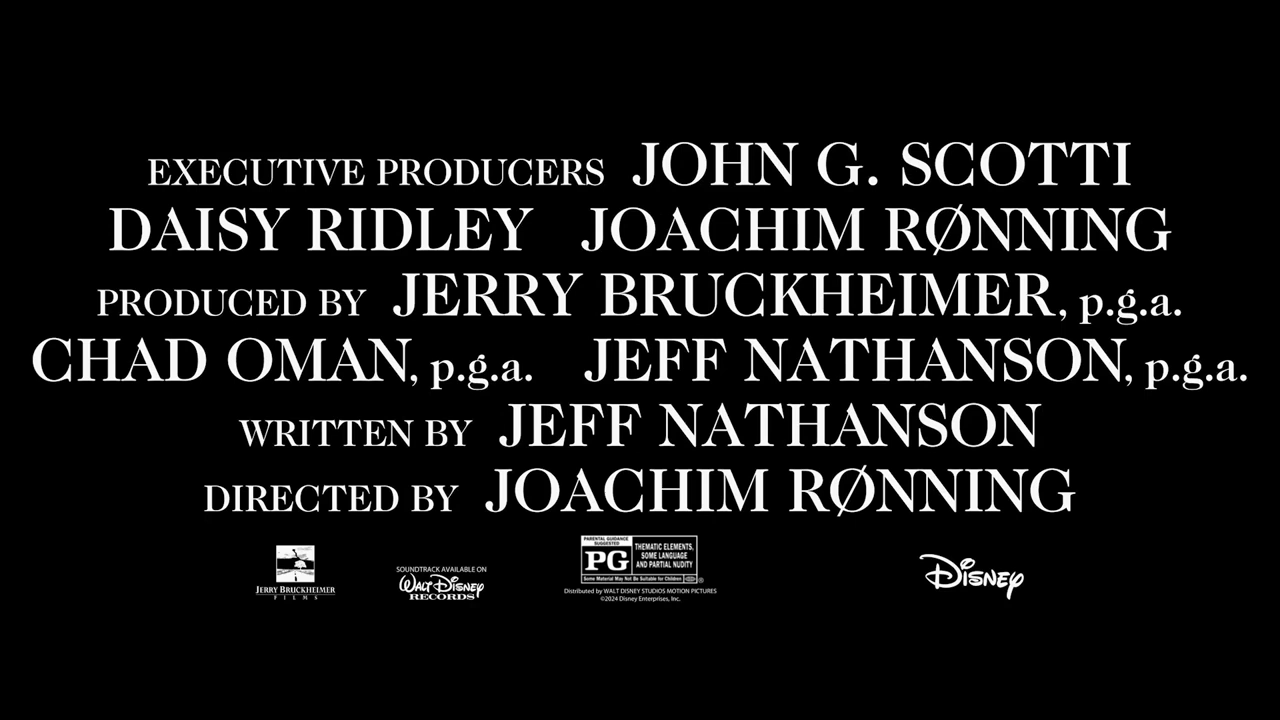 EXECUTIVE PRODUCERS JOHN G. SCOTTI
DAISY RIDLEY JOACHIM RØNNING
PRODUCED BY JERRY BRUCKHEIMER, p.g.a.
CHAD OMAN, p.g.a. JEFF NATHANSON, p.g.a.
WRITTEN BY JEFF NATHANSON
DIRECTED BY JOACHIM RØNNING
JERRY BRUCKHEIMER
FILMS
SOUNDTRACK AVAILABLE ON
WALT DISNEY
RECORDS
PARENTAL GUIDANCE
SUGGESTED
PG
THEMATIC ELEMENTS,
SOME LANGUAGE
AND PARTIAL NUDITY
Some Material May Not Be Suitable for Children
Distributed by WALT DISNEY STUDIOS MOTION PICTURES
©2024 Disney Enterprises, Inc.
Disney